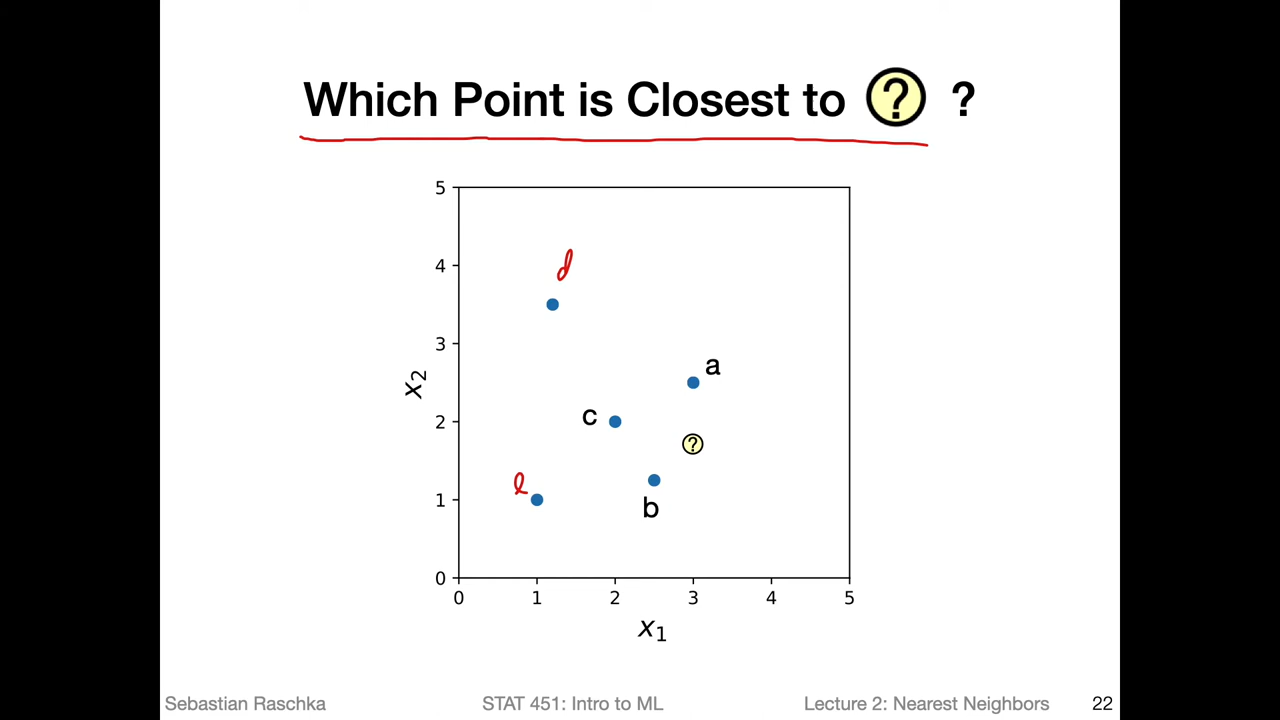 Which Point is Closest to ? ?
5
4
3
2
1
0
x2
d
a
c
?
e
b
0 1 2 3 4 5
x1
Sebastian Raschka
STAT 451: Intro to ML
Lecture 2: Nearest Neighbors
22